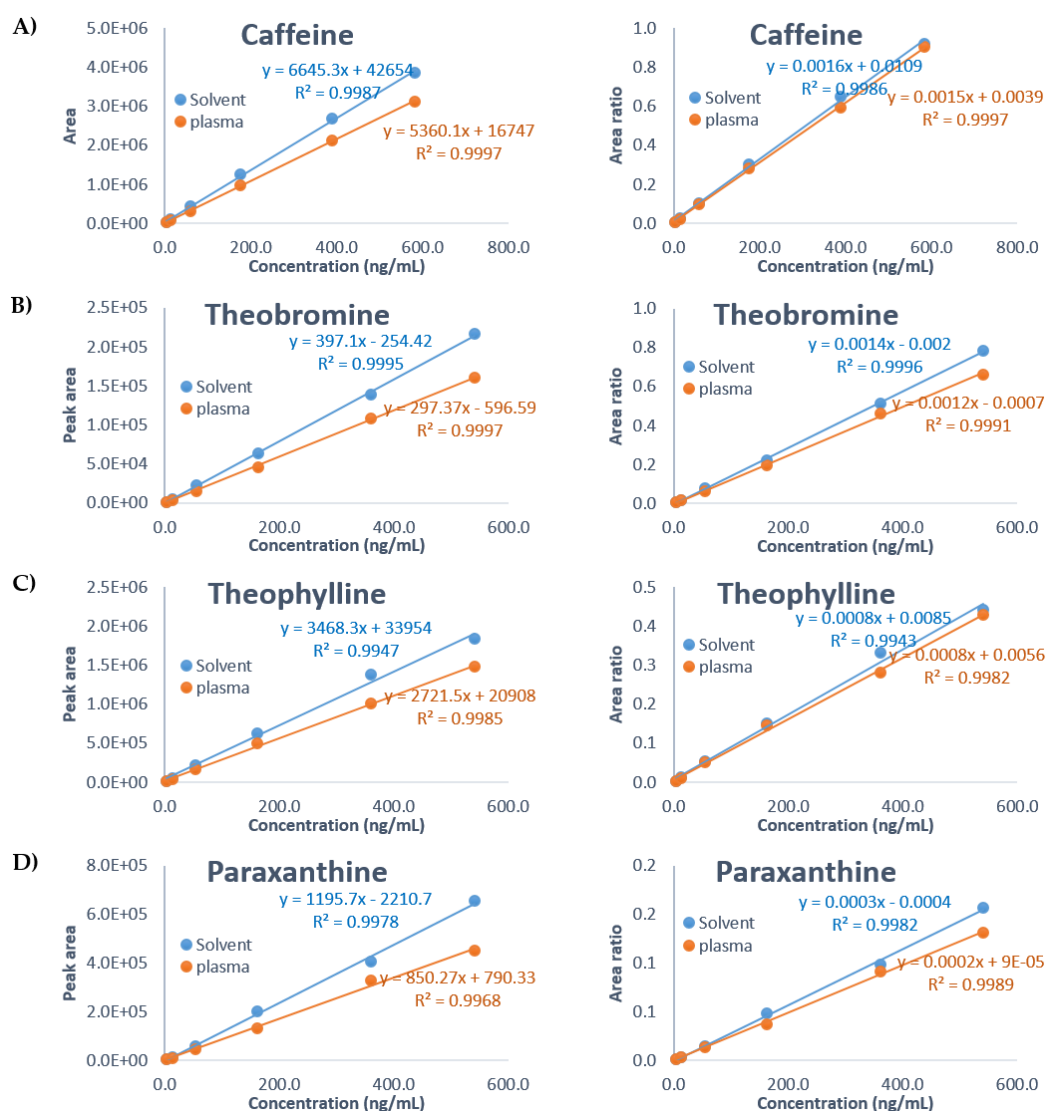 A)
Caffeine
5.0E+06
4.0E+06
3.0E+06
2.0E+06
1.0E+06
0.0E+00
Area
y = 6645.3x + 42654
R² = 0.9987
Solvent
plasma
y = 5360.1x + 16747
R² = 0.9997
0.0 200.0 400.0 600.0 800.0
Concentration (ng/mL)
Caffeine
1.0
0.8
0.6
0.4
0.2
0.0
Area ratio
y = 0.0016x + 0.0109
R² = 0.9986
Solvent
plasma
y = 0.0015x + 0.0039
R² = 0.9997
0.0 200.0 400.0 600.0 800.0
Concentration (ng/mL)
B)
Theobromine
2.5E+05
2.0E+05
1.5E+05
1.0E+05
5.0E+04
0.0E+00
Peak area
y = 397.1x - 254.42
R² = 0.9995
Solvent
plasma
y = 297.37x - 596.59
R² = 0.9997
0.0 200.0 400.0 600.0
Concentration (ng/mL)
Theobromine
1.0
0.8
0.6
0.4
0.2
0.0
Area ratio
y = 0.0014x - 0.002
R² = 0.9996
Solvent
plasma
y = 0.0012x - 0.0007
R² = 0.9991
0.0 200.0 400.0 600.0
Concentration (ng/mL)
C)
Theophylline
2.5E+06
2.0E+06
1.5E+06
1.0E+06
5.0E+05
0.0E+00
Peak area
y = 3468.3x + 33954
R² = 0.9947
Solvent
plasma
y = 2721.5x + 20908
R² = 0.9985
0.0 200.0 400.0 600.0
Concentration (ng/mL)
Theophylline
0.5
0.4
0.3
0.2
0.1
0.0
Area ratio
y = 0.0008x + 0.0085
R² = 0.9943
Solvent
plasma
y = 0.0008x + 0.0056
R² = 0.9982
0.0 200.0 400.0 600.0
Concentration (ng/mL)
D)
Paraxanthine
8.0E+05
6.0E+05
4.0E+05
2.0E+05
0.0E+00
Peak area
y = 1195.7x - 2210.7
R² = 0.9978
Solvent
plasma
y = 850.27x + 790.33
R² = 0.9968
0.0 200.0 400.0 600.0
Concentration (ng/mL)
Paraxanthine
0.2
0.2
0.1
0.1
0.0
Area ratio
y = 0.0003x - 0.0004
R² = 0.9982
Solvent
plasma
y = 0.0002x + 9E-05
R² = 0.9989
0.0 200.0 400.0 600.0
Concentration (ng/mL)